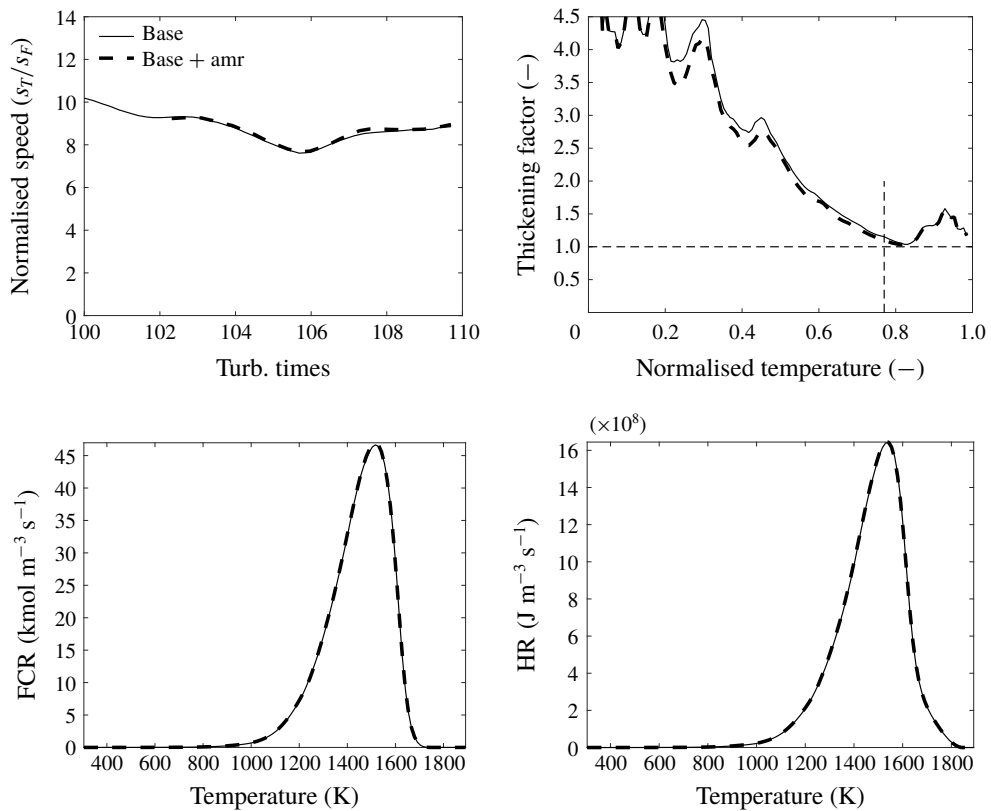 14
12
10
8
6
4
2
0
100 102 104 106 108 110
Normalised speed (s_T/s_F)
Turb. times
Base
Base + amr
4.5
4.0
3.5
3.0
2.5
2.0
1.5
1.0
0.5
0 0.2 0.4 0.6 0.8 1.0
Thickening factor (−)
Normalised temperature (−)
45
40
35
30
25
20
15
10
5
0
400 600 800 1000 1200 1400 1600 1800
FCR (kmol m⁻³ s⁻¹)
Temperature (K)
(×10⁸)
16
14
12
10
8
6
4
2
0
400 600 800 1000 1200 1400 1600 1800
HR (J m⁻³ s⁻¹)
Temperature (K)